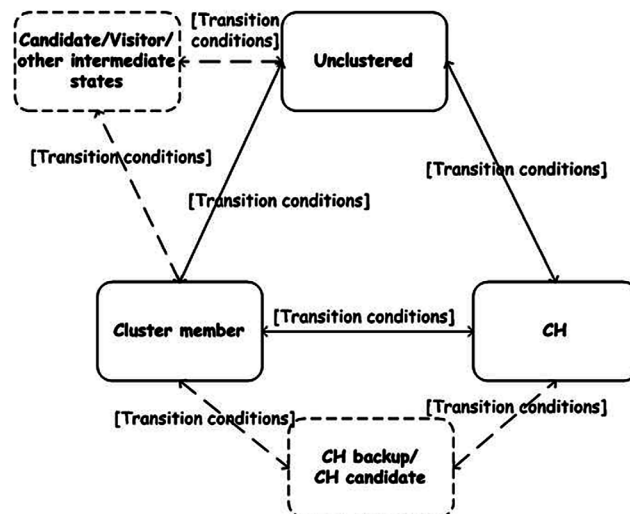 Candidate/Visitor/
other intermediate
states
[Transition
conditions]
Unclustered
[Transition conditions]
[Transition conditions]
[Transition conditions]
Cluster member
[Transition conditions]
CH
[Transition conditions]
[Transition conditions]
CH backup/
CH candidate